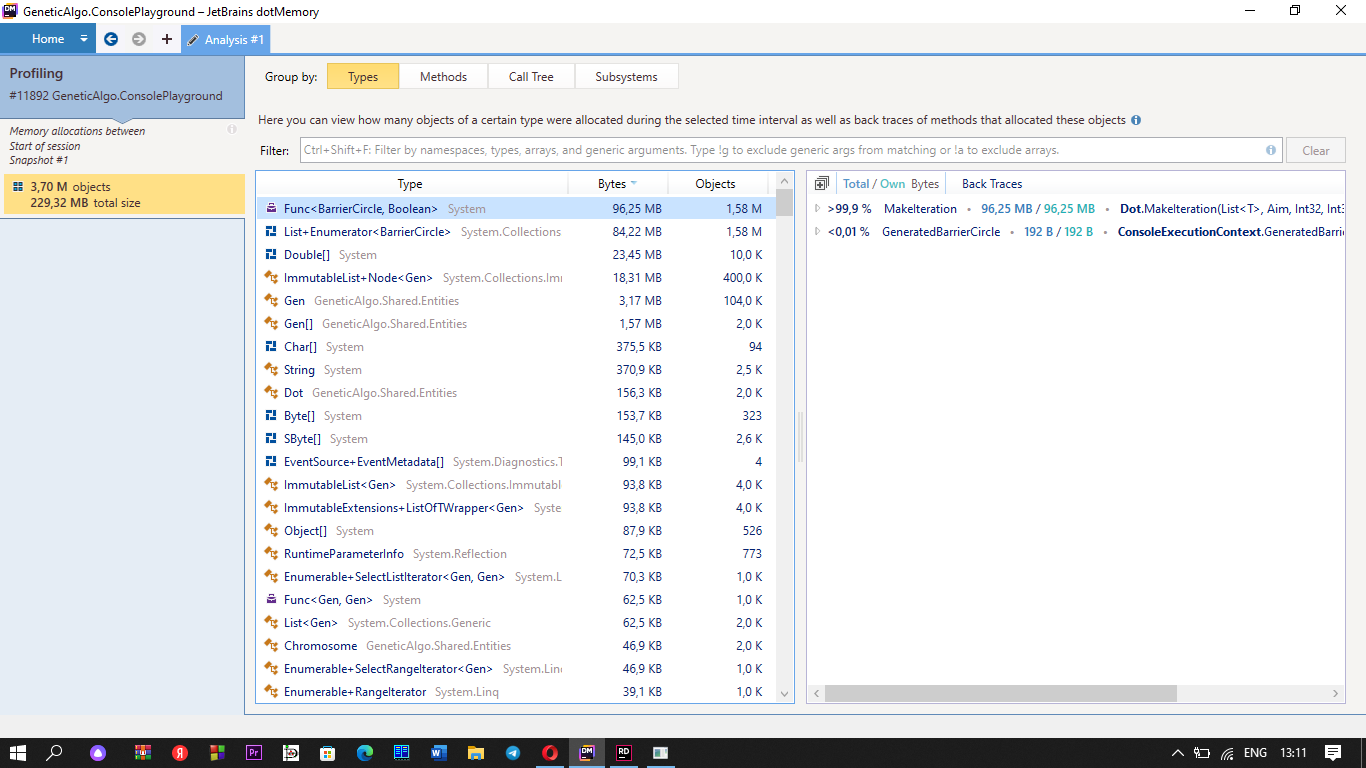 GeneticAlgo.ConsolePlayground – JetBrains dotMemory
Home
Analysis #1
Profiling
#11892 GeneticAlgo.ConsolePlayground
Memory allocations between
Start of session
Snapshot #1
3,70 M objects
229,32 MB total size
Group by: Types Methods Call Tree Subsystems
Here you can view how many objects of a certain type were allocated during the selected time interval as well as back traces of methods that allocated these objects
Filter: Ctrl+Shift+F: Filter by namespaces, types, arrays, and generic arguments. Type !g to exclude generic args from matching or !a to exclude arrays. Clear
Type Bytes Objects
Func<BarrierCircle, Boolean> System 96,25 MB 1,58 M
List+Enumerator<BarrierCircle> System.Collections 84,22 MB 1,58 M
Double[] System 23,45 MB 10,0 K
ImmutableList+Node<Gen> System.Collections.Imm 18,31 MB 400,0 K
Gen GeneticAlgo.Shared.Entities 3,17 MB 104,0 K
Gen[] GeneticAlgo.Shared.Entities 1,57 MB 2,0 K
Char[] System 375,5 KB 94
String System 370,9 KB 2,5 K
Dot GeneticAlgo.Shared.Entities 156,3 KB 2,0 K
Byte[] System 153,7 KB 323
SByte[] System 145,0 KB 2,6 K
EventSource+EventMetadata[] System.Diagnostics.T 99,1 KB 4
ImmutableList<Gen> System.Collections.Immutabl 93,8 KB 4,0 K
ImmutableExtensions+ListOfTWrapper<Gen> Syste 93,8 KB 4,0 K
Object[] System 87,9 KB 526
RuntimeParameterInfo System.Reflection 72,5 KB 773
Enumerable+SelectListIterator<Gen, Gen> System.L 70,3 KB 1,0 K
Func<Gen, Gen> System 62,5 KB 1,0 K
List<Gen> System.Collections.Generic 62,5 KB 2,0 K
Chromosome GeneticAlgo.Shared.Entities 46,9 KB 2,0 K
Enumerable+SelectRangeIterator<Gen> System.Linc 46,9 KB 1,0 K
Enumerable+RangeIterator System.Linq 39,1 KB 1,0 K
Total / Own Bytes Back Traces
>99,9 % MakeIteration • 96,25 MB / 96,25 MB • Dot.MakeIteration(List<T>, Aim, Int32, Int3
<0,01 % GeneratedBarrierCircle • 192 B / 192 B • ConsoleExecutionContext.GeneratedBarrie
ENG 13:11